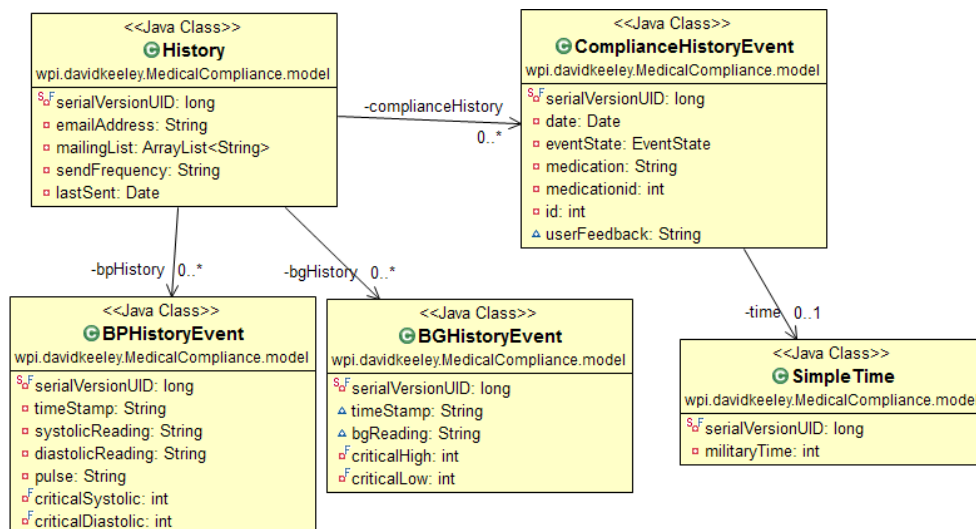 <<Java Class>>
History
wpi.davidkeeley.MedicalCompliance.model
serialVersionUID: long
emailAddress: String
mailingList: ArrayList<String>
sendFrequency: String
lastSent: Date
-complianceHistory
0..*
<<Java Class>>
ComplianceHistoryEvent
wpi.davidkeeley.MedicalCompliance.model
serialVersionUID: long
date: Date
eventState: EventState
medication: String
medicationid: int
id: int
userFeedback: String
-bpHistory 0..*
-bgHistory 0..*
-time 0..1
<<Java Class>>
BPHistoryEvent
wpi.davidkeeley.MedicalCompliance.model
serialVersionUID: long
timeStamp: String
systolicReading: String
diastolicReading: String
pulse: String
criticalSystolic: int
criticalDiastolic: int
<<Java Class>>
BGHistoryEvent
wpi.davidkeeley.MedicalCompliance.model
serialVersionUID: long
timeStamp: String
bgReading: String
criticalHigh: int
criticalLow: int
<<Java Class>>
SimpleTime
wpi.davidkeeley.MedicalCompliance.model
serialVersionUID: long
militaryTime: int